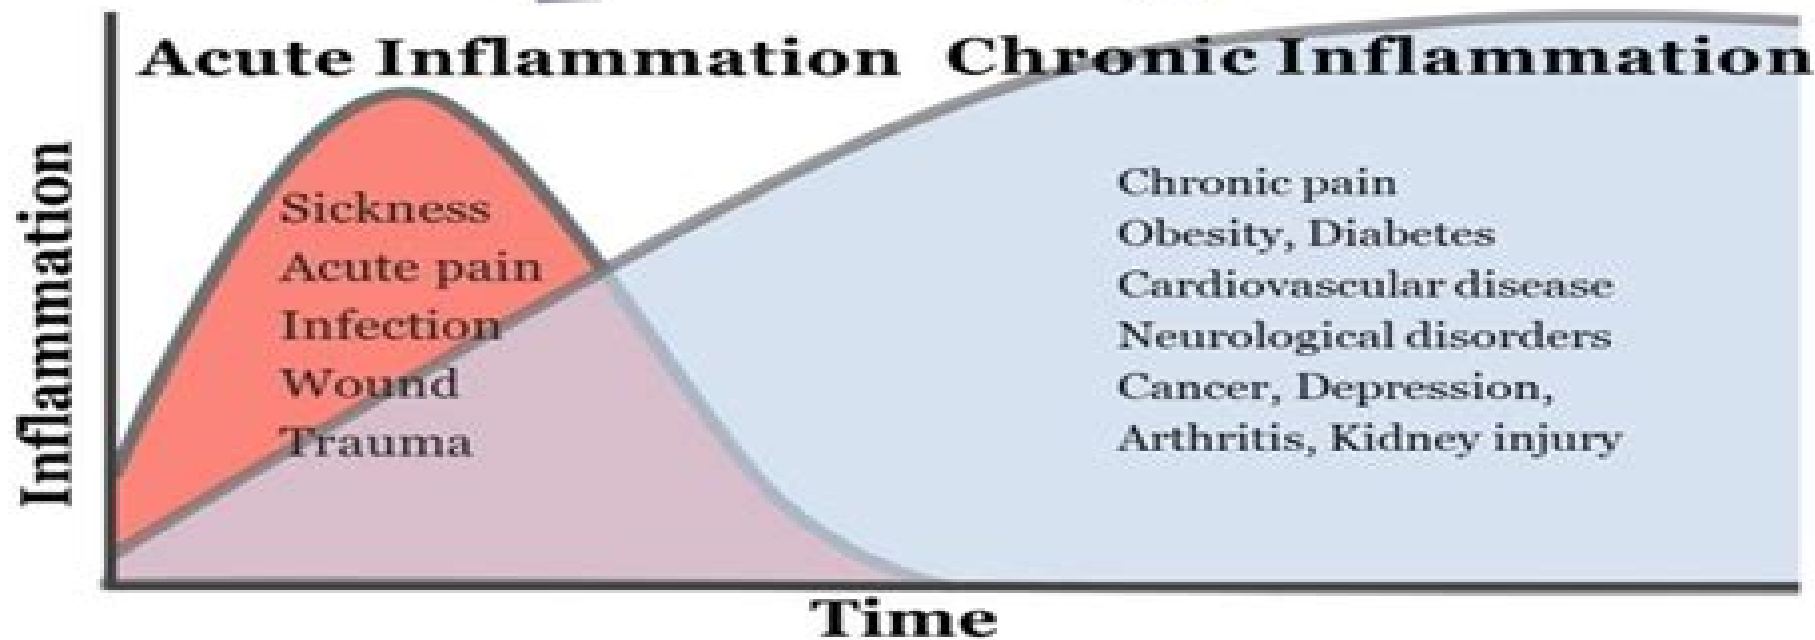 Acute Inflammation
Chronic Inflammation
Inflammation
Sickness
Acute pain
Infection
Wound
Trauma
Chronic pain
Obesity, Diabetes
Cardiovascular disease
Neurological disorders
Cancer, Depression,
Arthritis, Kidney injury
Time